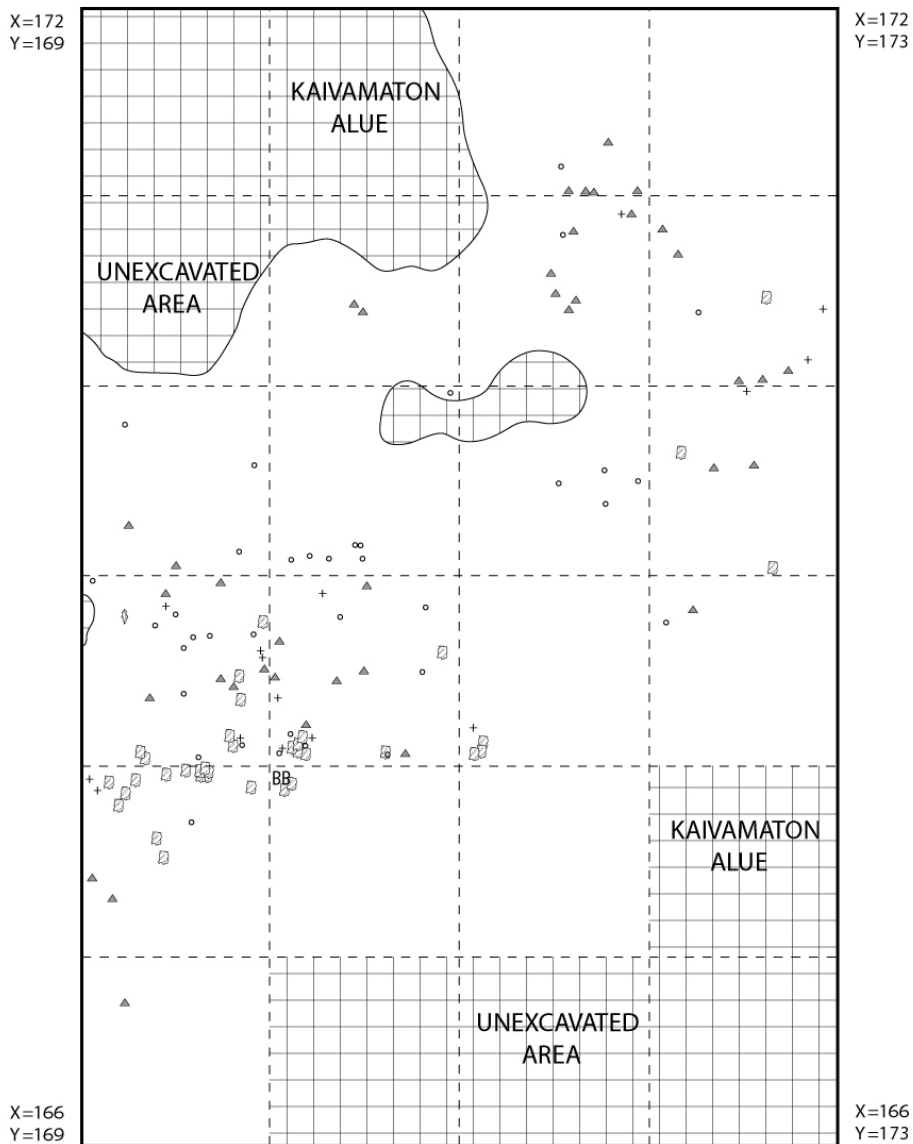 X=172
Y=169
X=172
Y=173
KAIVAMATON
ALUE
UNEXCAVATED
AREA
BB
KAIVAMATON
ALUE
UNEXCAVATED
AREA
X=166
Y=169
X=166
Y=173